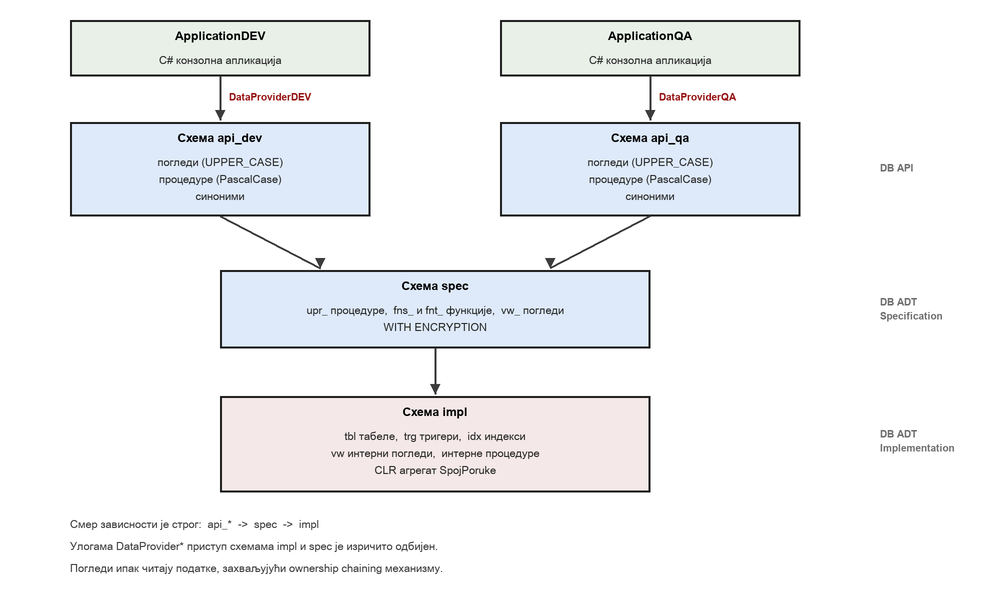 ApplicationDEV
C# конзолна апликација
ApplicationQA
C# конзолна апликација
DataProviderDEV
DataProviderQA
Схема api_dev
погледи (UPPER_CASE)
процедуре (PascalCase)
синоними
Схема api_qa
погледи (UPPER_CASE)
процедуре (PascalCase)
синоними
DB API
Схема spec
upr_ процедуре,  fns_ и fnt_ функције,  vw_ погледи
WITH ENCRYPTION
DB ADT
Specification
Схема impl
tbl табеле,  trg тригери,  idx индекси
vw интерни погледи,  интерне процедуре
CLR агрегат SpojPoruke
DB ADT
Implementation
Смер зависности је строг:  api_*  ->  spec  ->  impl
Улогама DataProvider* приступ схемама impl и spec је изричито одбијен.
Погледи ипак читају податке, захваљујући ownership chaining механизму.